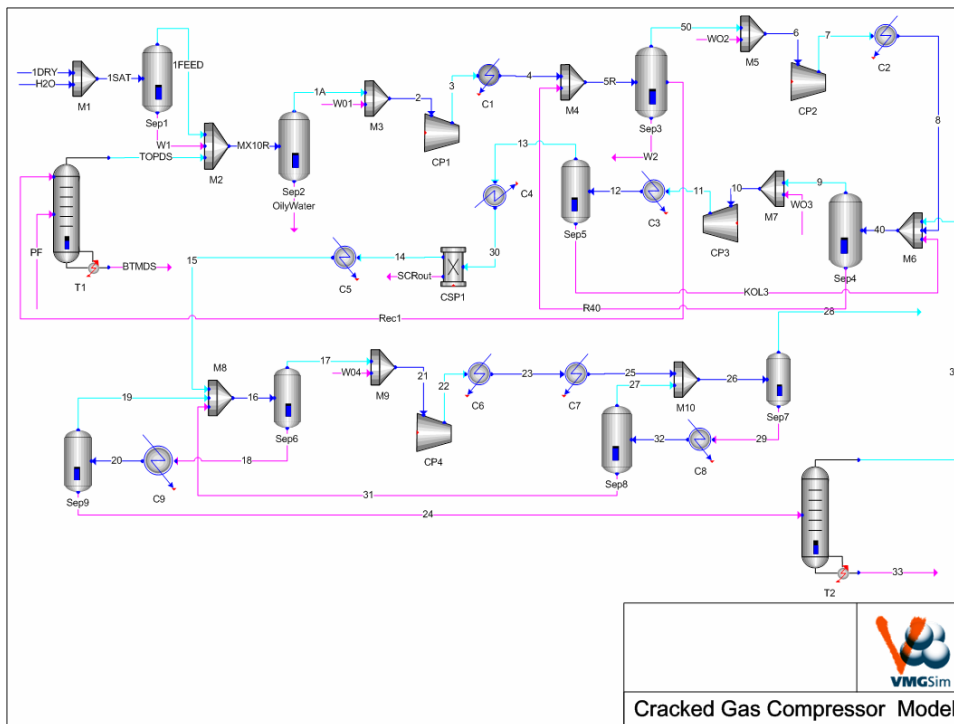 50
WO2
M5
6
7
C2
1DRY
H2O
M1
1SAT
1FEED
Sep1
W1
TOPDS
M2
MX10R
1A
W01
M3
2
3
C1
4
M4
5R
Sep3
CP2
8
Sep2
OilyWater
CP1
W2
13
C4
12
C3
11
10
M7
9
WO3
CP3
Sep5
40
M6
Sep4
PF
BTMDS
T1
15
C5
14
SCRout
CSP1
30
KOL3
R40
Rec1
28
M8
19
16
17
W04
M9
21
22
C6
23
C7
25
27
M10
26
Sep7
3
Sep6
CP4
20
C9
18
32
C8
29
Sep9
31
Sep8
24
T2
33
VMGSim
Cracked Gas Compressor Model